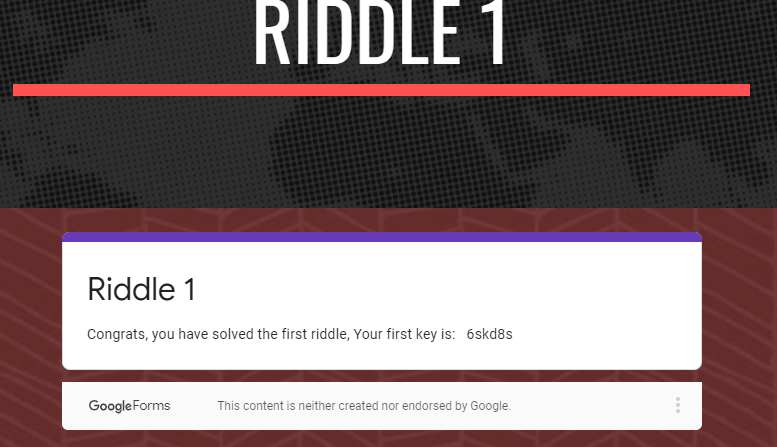 RIDDLE 1
Riddle 1
Congrats, you have solved the first riddle, Your first key is: 6skd8s
Google Forms This content is neither created nor endorsed by Google.